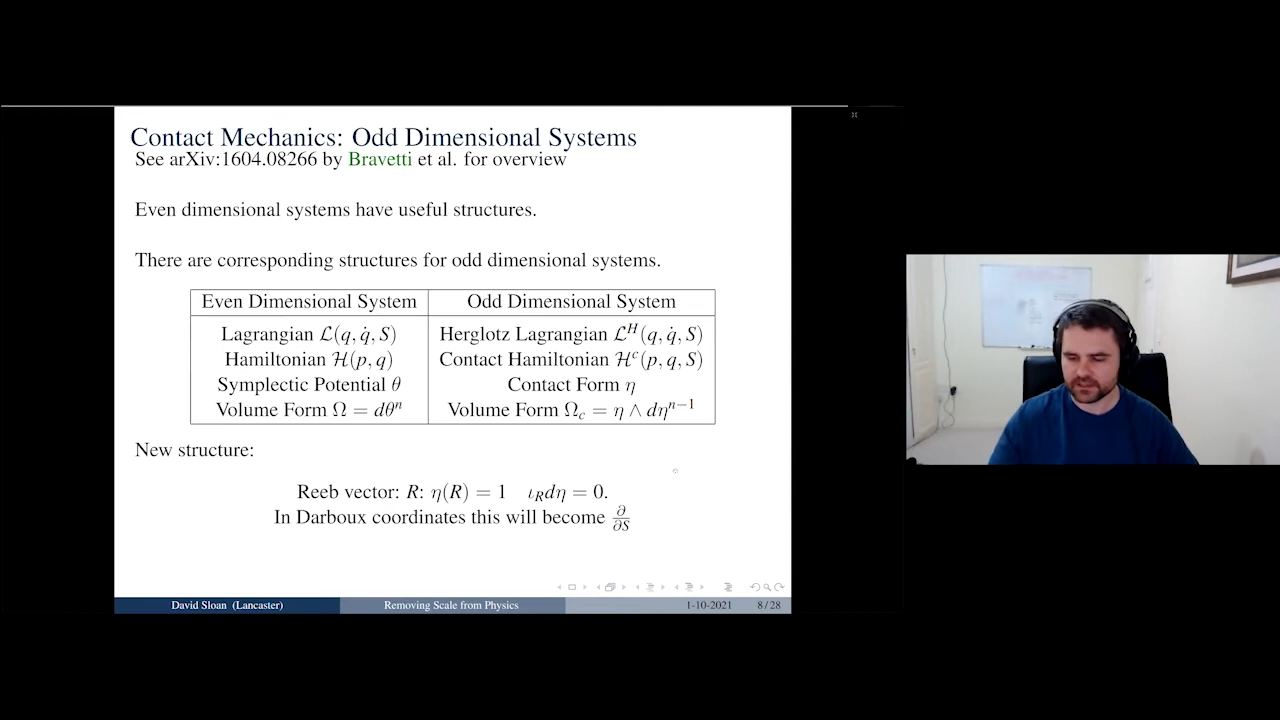 Contact Mechanics: Odd Dimensional Systems
See arXiv:1604.08266 by Bravetti et al. for overview
Even dimensional systems have useful structures.
There are corresponding structures for odd dimensional systems.
Even Dimensional System Odd Dimensional System
Lagrangian ℒ(q, q̇, S) Herglotz Lagrangian ℒᴴ(q, q̇, S)
Hamiltonian ℋ(p, q) Contact Hamiltonian ℋᶜ(p, q, S)
Symplectic Potential θ Contact Form η
Volume Form Ω = dθⁿ Volume Form Ω_c = η ∧ dηⁿ⁻¹
New structure:
Reeb vector: R: η(R) = 1 ι_R dη = 0.
In Darboux coordinates this will become ∂/∂S
David Sloan (Lancaster) Removing Scale from Physics 1-10-2021 8 / 28